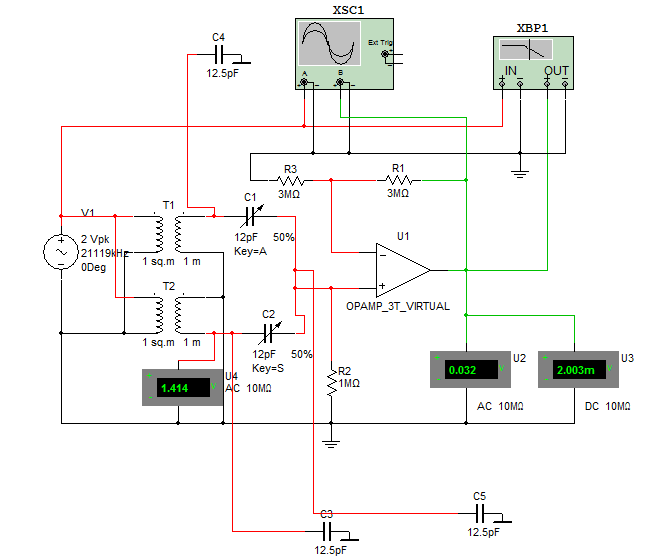 XSC1
XBP1
C4
12.5pF
Ext Trig
+
A
B
IN
OUT
R3
3MΩ
R1
3MΩ
V1
2 Vpk
21119kHz
0Deg
T1
1 sq.m
1 m
C1
12pF
50%
Key=A
U1
OPAMP_3T_VIRTUAL
T2
1 sq.m
1 m
C2
12pF
50%
Key=S
R2
1MΩ
1.414
V
U4
AC 10MΩ
0.032
V
U2
AC 10MΩ
2.003m
V
U3
DC 10MΩ
C3
12.5pF
C5
12.5pF